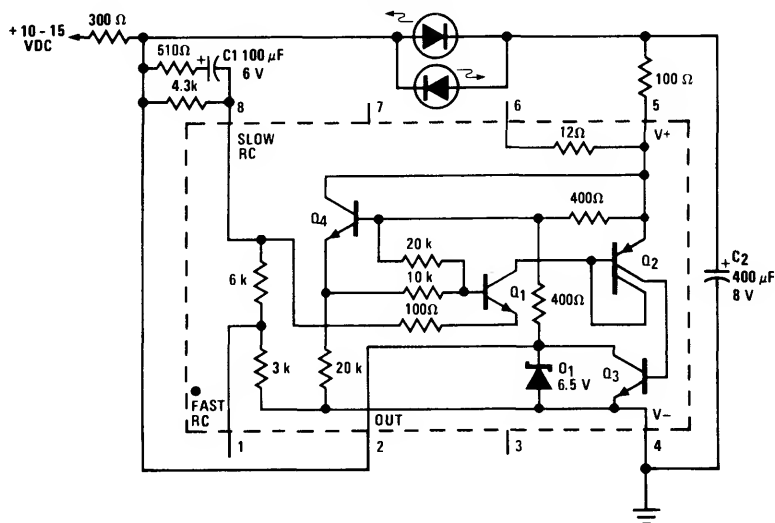 +10-15
VDC
300 Ω
510Ω
+
C1 100 μF
6 V
4.3k
8
7
6
5
100 Ω
SLOW
RC
12Ω
V+
Q4
400Ω
Q2
+
C2
400 μF
8 V
20 k
10 k
Q1
6 k
100Ω
400Ω
3 k
20 k
D1
6.5 V
Q3
FAST
RC
OUT
V−
1
2
3
4